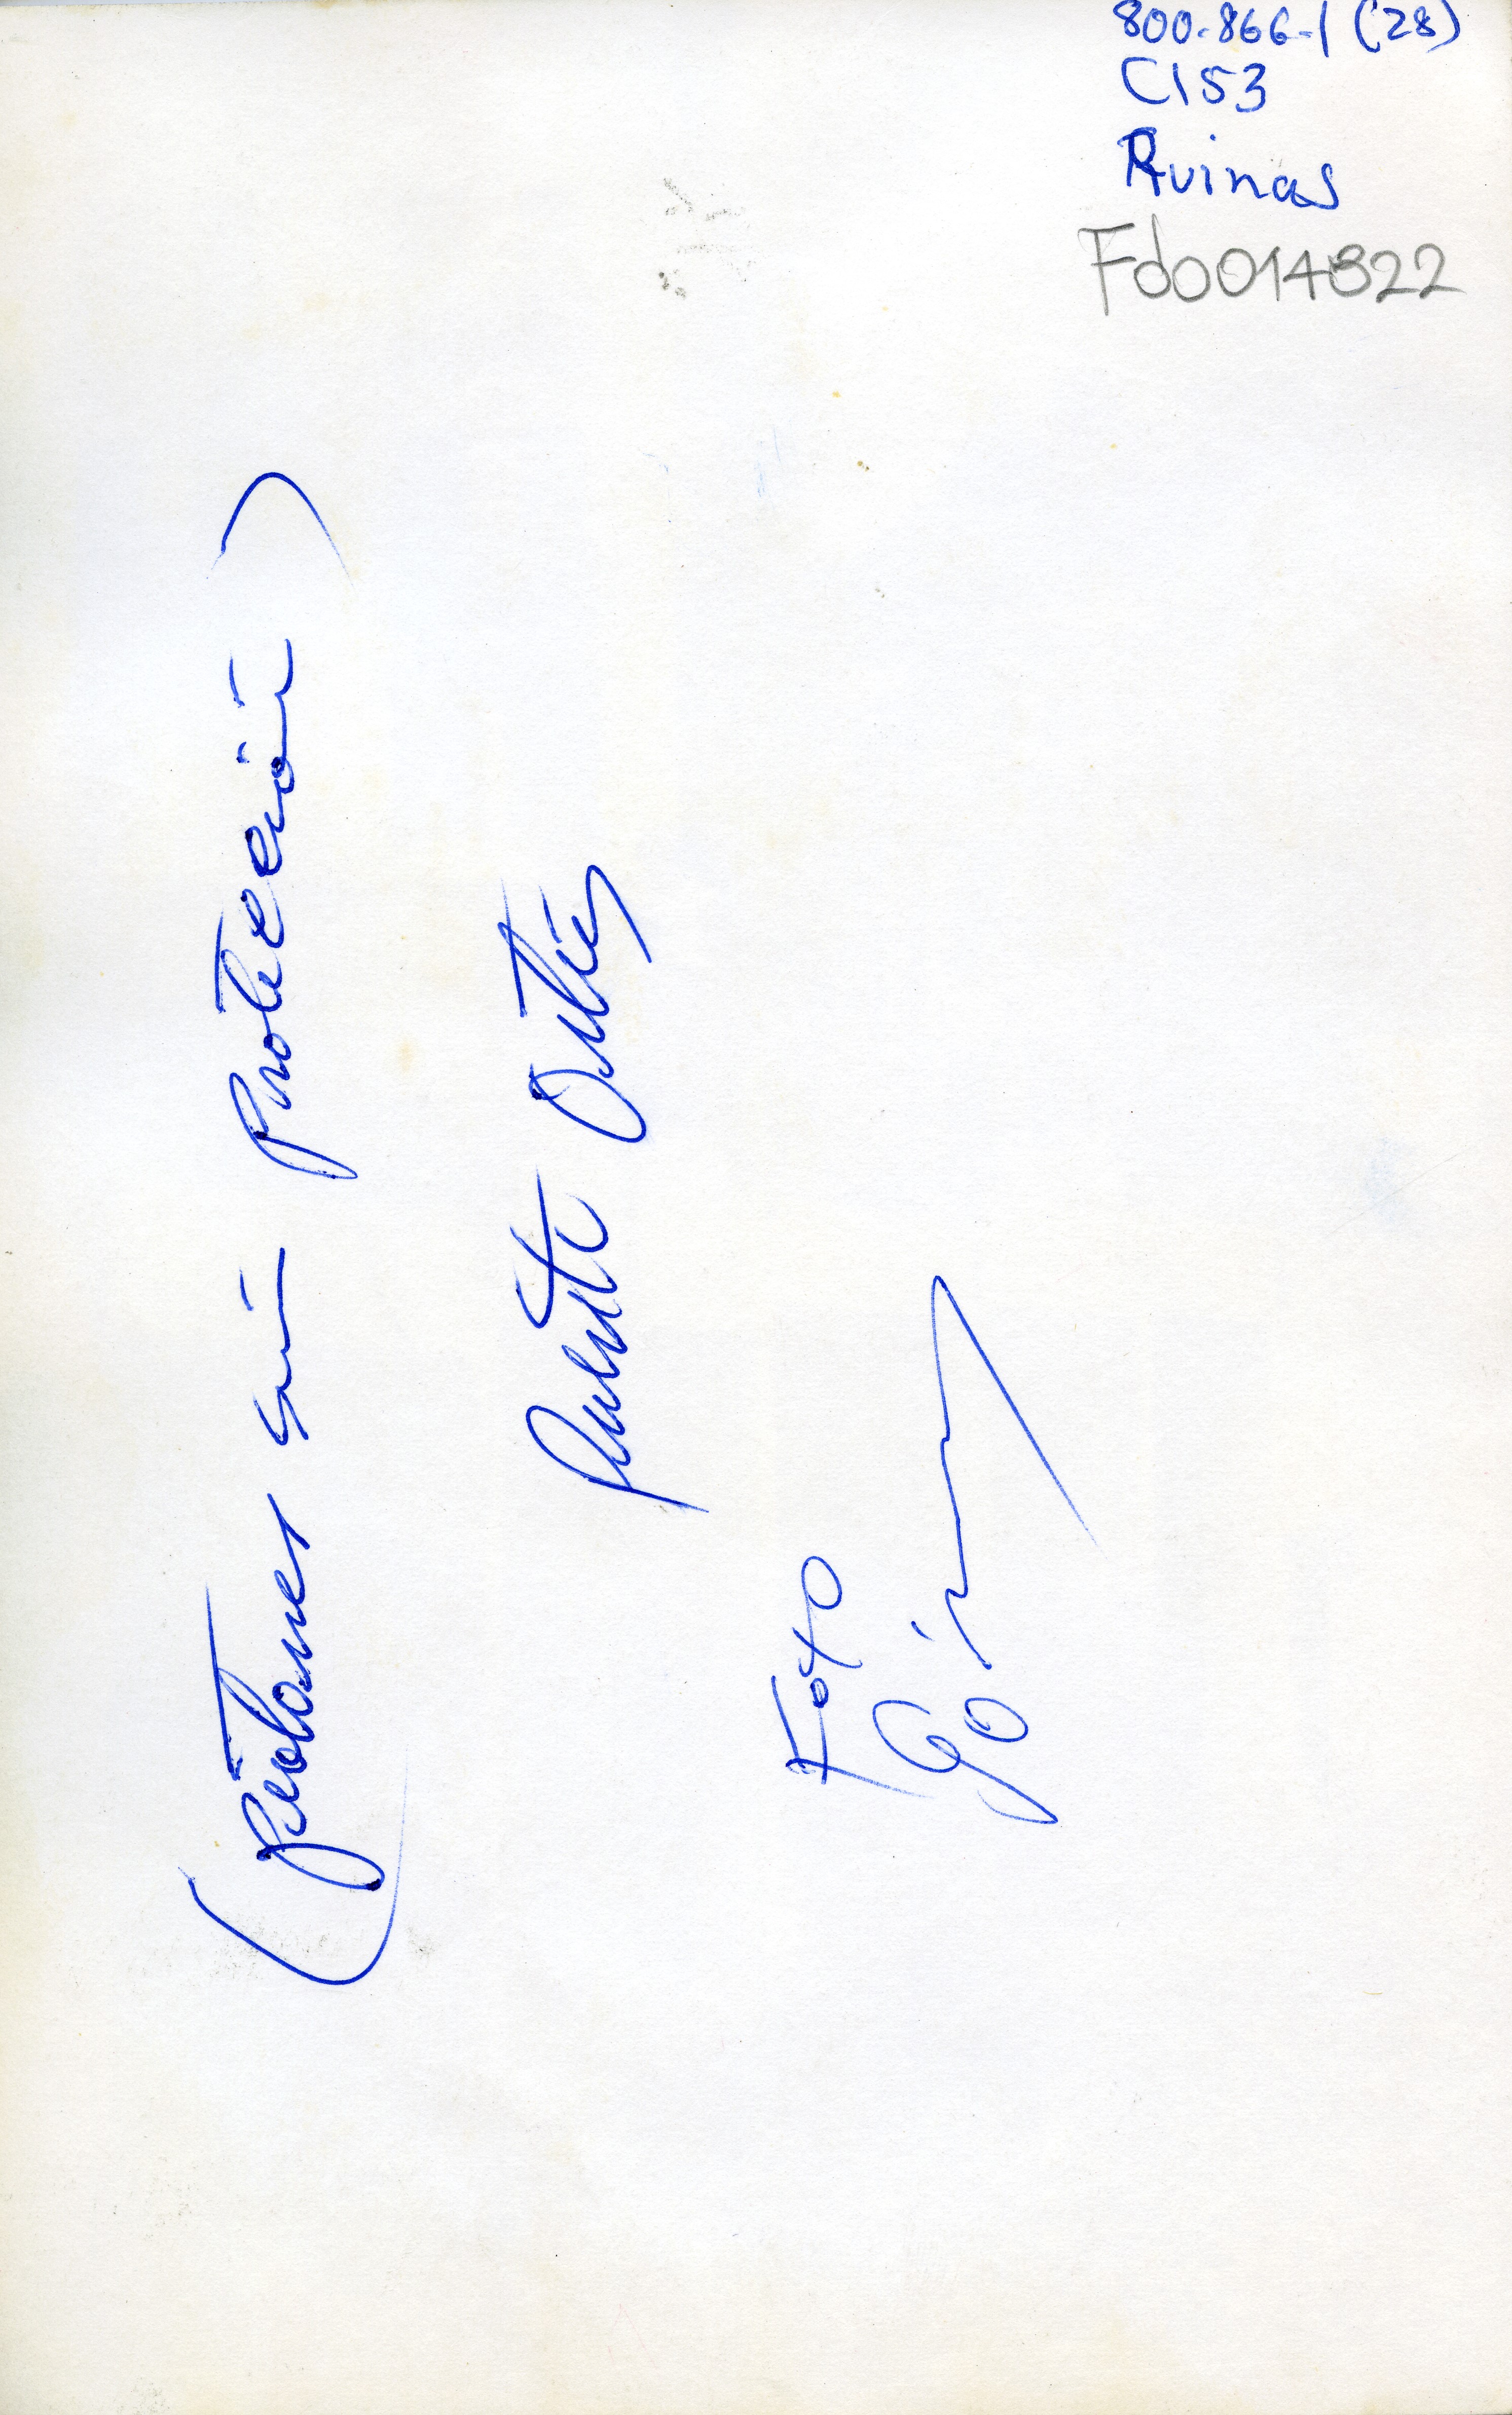 800-866-1 (28)
C153
Ruinas
Fd0014822
(Peatones sin protección)
Puente Ortiz
Foto
Gómez